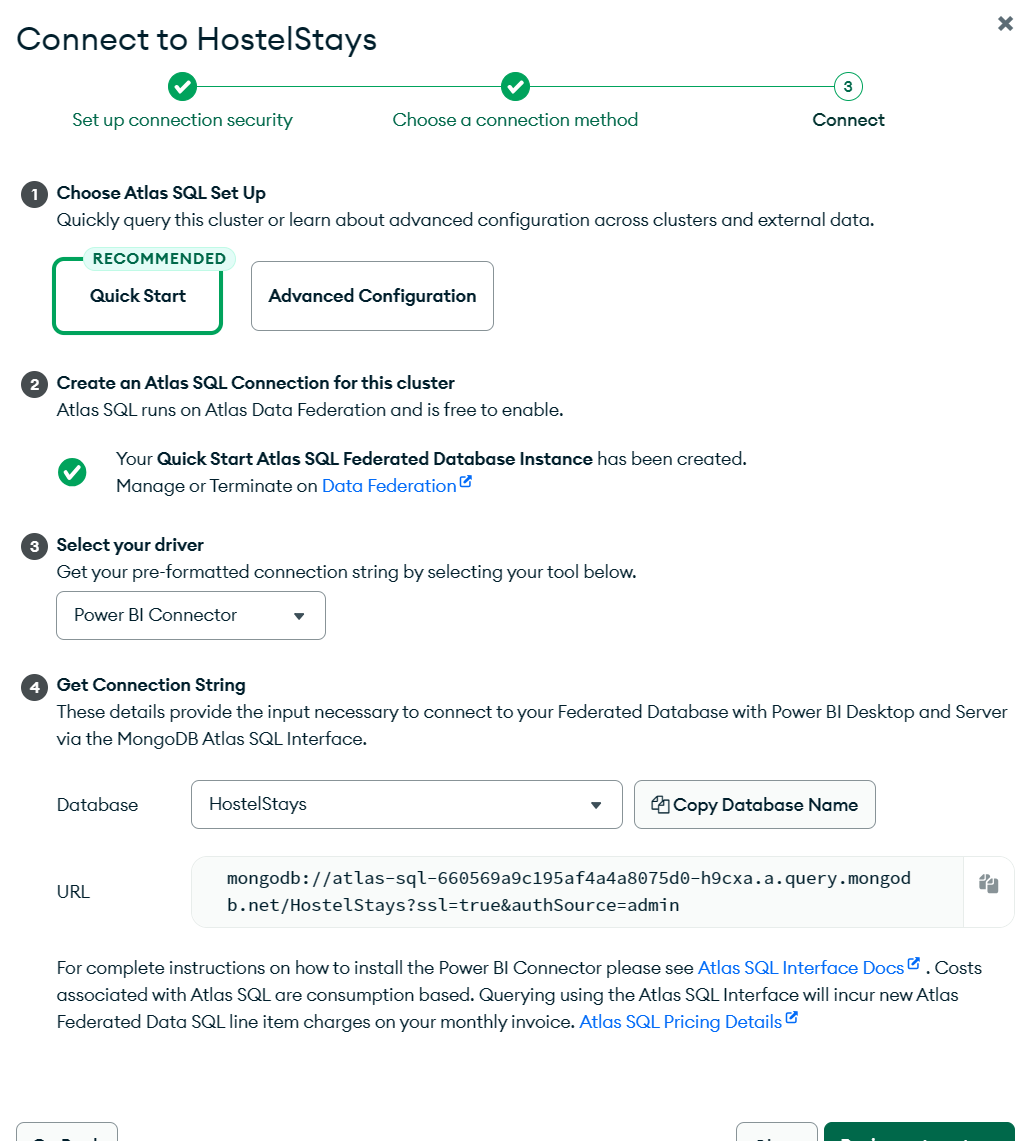 Connect to HostelStays
Set up connection security
Choose a connection method
3
Connect
1
Choose Atlas SQL Set Up
Quickly query this cluster or learn about advanced configuration across clusters and external data.
RECOMMENDED
Quick Start
Advanced Configuration
2
Create an Atlas SQL Connection for this cluster
Atlas SQL runs on Atlas Data Federation and is free to enable.
Your Quick Start Atlas SQL Federated Database Instance has been created.
Manage or Terminate on Data Federation
3
Select your driver
Get your pre-formatted connection string by selecting your tool below.
Power BI Connector
4
Get Connection String
These details provide the input necessary to connect to your Federated Database with Power BI Desktop and Server
via the MongoDB Atlas SQL Interface.
Database
HostelStays
Copy Database Name
URL
mongodb://atlas-sql-660569a9c195af4a4a8075d0-h9cxa.a.query.mongod
b.net/HostelStays?ssl=true&authSource=admin
For complete instructions on how to install the Power BI Connector please see Atlas SQL Interface Docs . Costs
associated with Atlas SQL are consumption based. Querying using the Atlas SQL Interface will incur new Atlas
Federated Data SQL line item charges on your monthly invoice. Atlas SQL Pricing Details